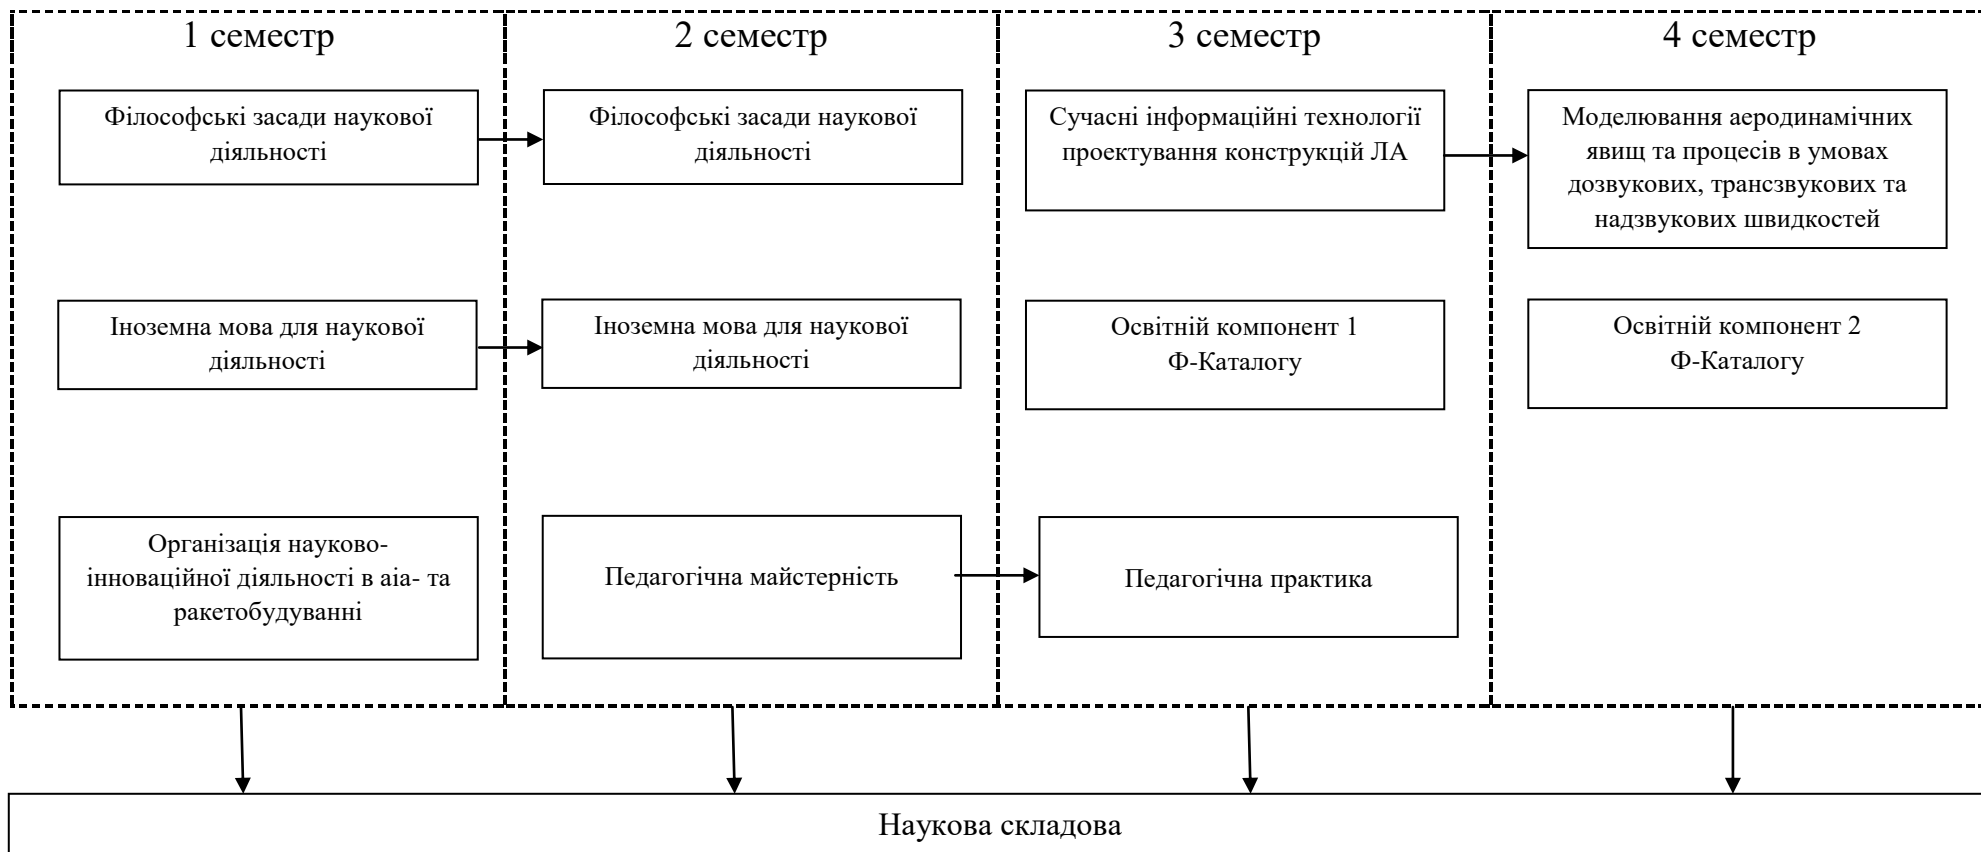 1 семестр
2 семестр
3 семестр
4 семестр
Філософські засади наукової
діяльності
Філософські засади наукової
діяльності
Сучасні інформаційні технології
проектування конструкцій ЛА
Моделювання аеродинамічних
явищ та процесів в умовах
дозвукових, трансзвукових та
надзвукових швидкостей
Іноземна мова для наукової
діяльності
Іноземна мова для наукової
діяльності
Освітній компонент 1
Ф-Каталогу
Освітній компонент 2
Ф-Каталогу
Організація науково-
інноваційної діяльності в аіа- та
ракетобудуванні
Педагогічна майстерність
Педагогічна практика
Наукова складова